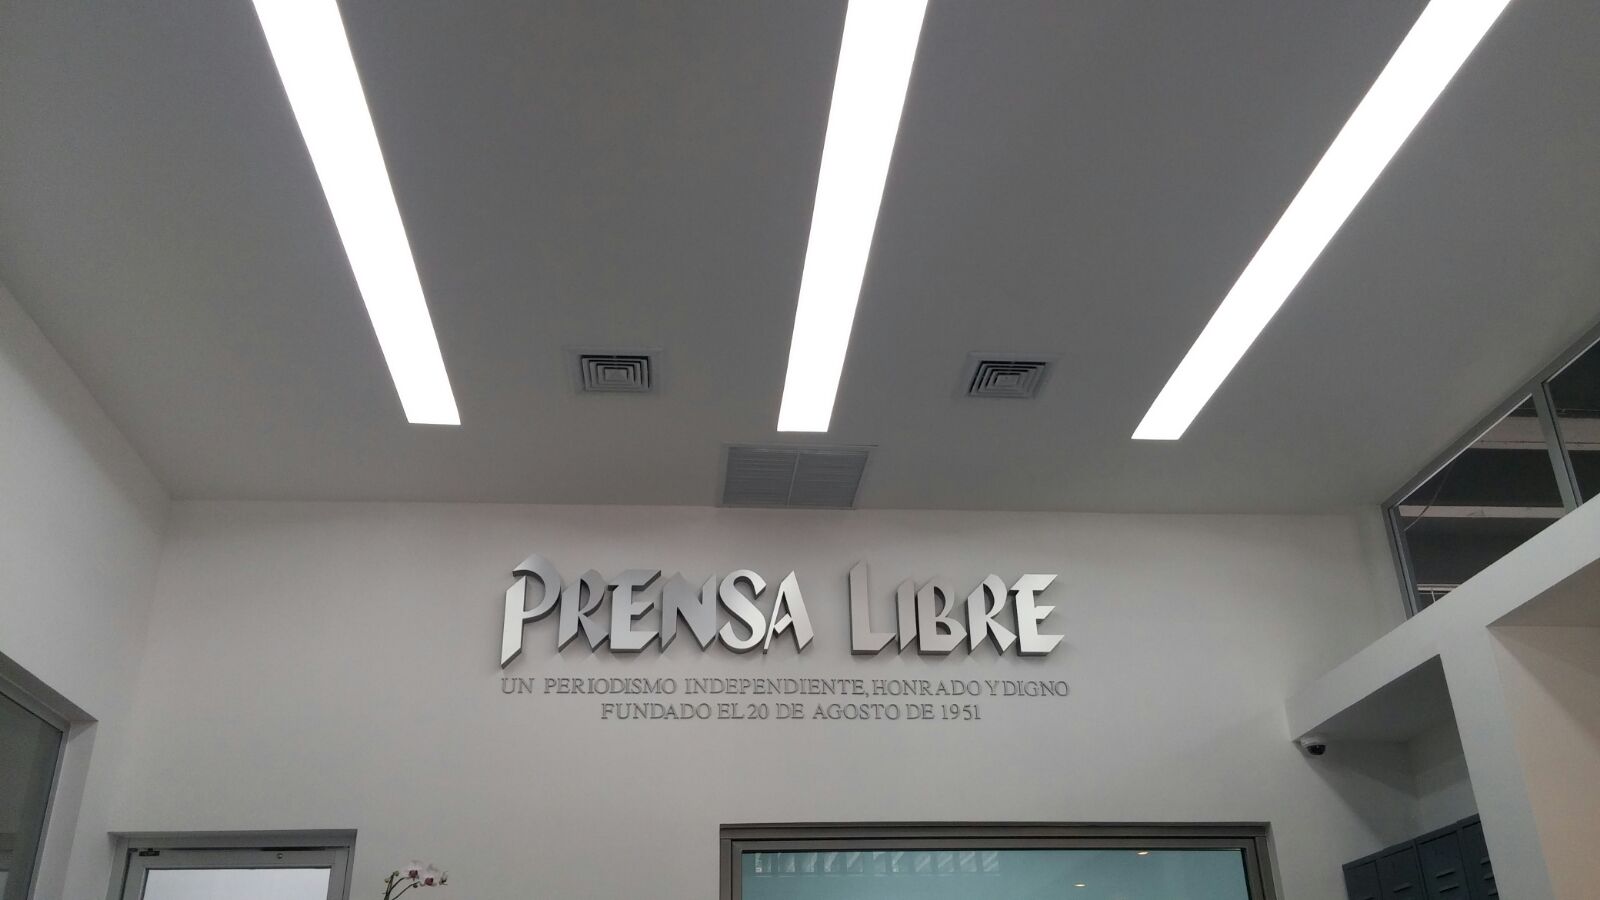 PRENSA LIBRE
UN PERIODISMO INDEPENDIENTE, HONRADO Y DIGNO
FUNDADO EL 20 DE AGOSTO DE 1951